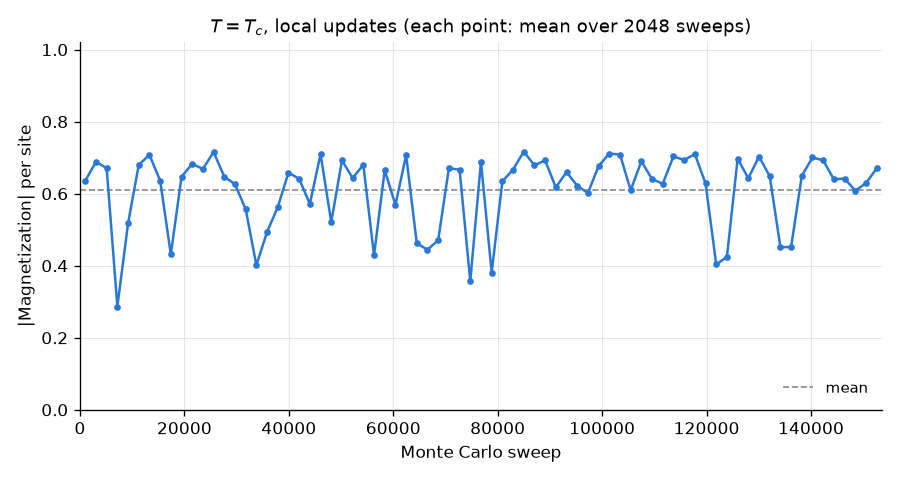 T = Tc, local updates (each point: mean over 2048 sweeps)
|Magnetization| per site
1.0
0.8
0.6
0.4
0.2
0.0
mean
0 20000 40000 60000 80000 100000 120000 140000
Monte Carlo sweep